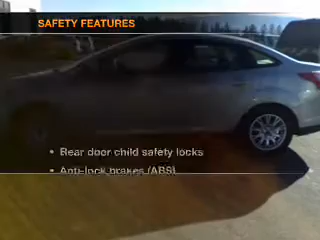 SAFETY FEATURES
• Rear door child safety locks
• Anti-lock brakes (ABS)